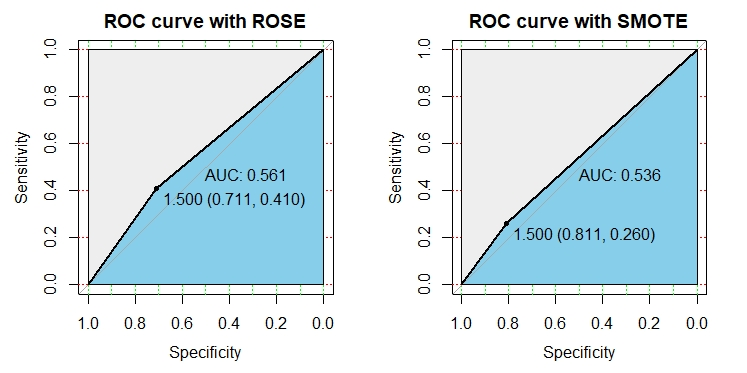 ROC curve with ROSE
Sensitivity
1.0
0.8
0.6
0.4
0.2
0.0
AUC: 0.561
1.500 (0.711, 0.410)
1.0 0.8 0.6 0.4 0.2 0.0
Specificity
ROC curve with SMOTE
Sensitivity
1.0
0.8
0.6
0.4
0.2
0.0
AUC: 0.536
1.500 (0.811, 0.260)
1.0 0.8 0.6 0.4 0.2 0.0
Specificity